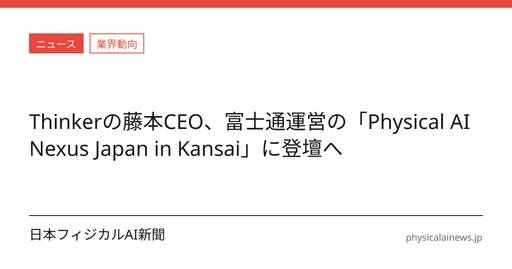 ニュース 業界動向
Thinkerの藤本CEO、富士通運営の「Physical AI
Nexus Japan in Kansai」に登壇へ
日本フィジカルAI新聞
physicalainews.jp